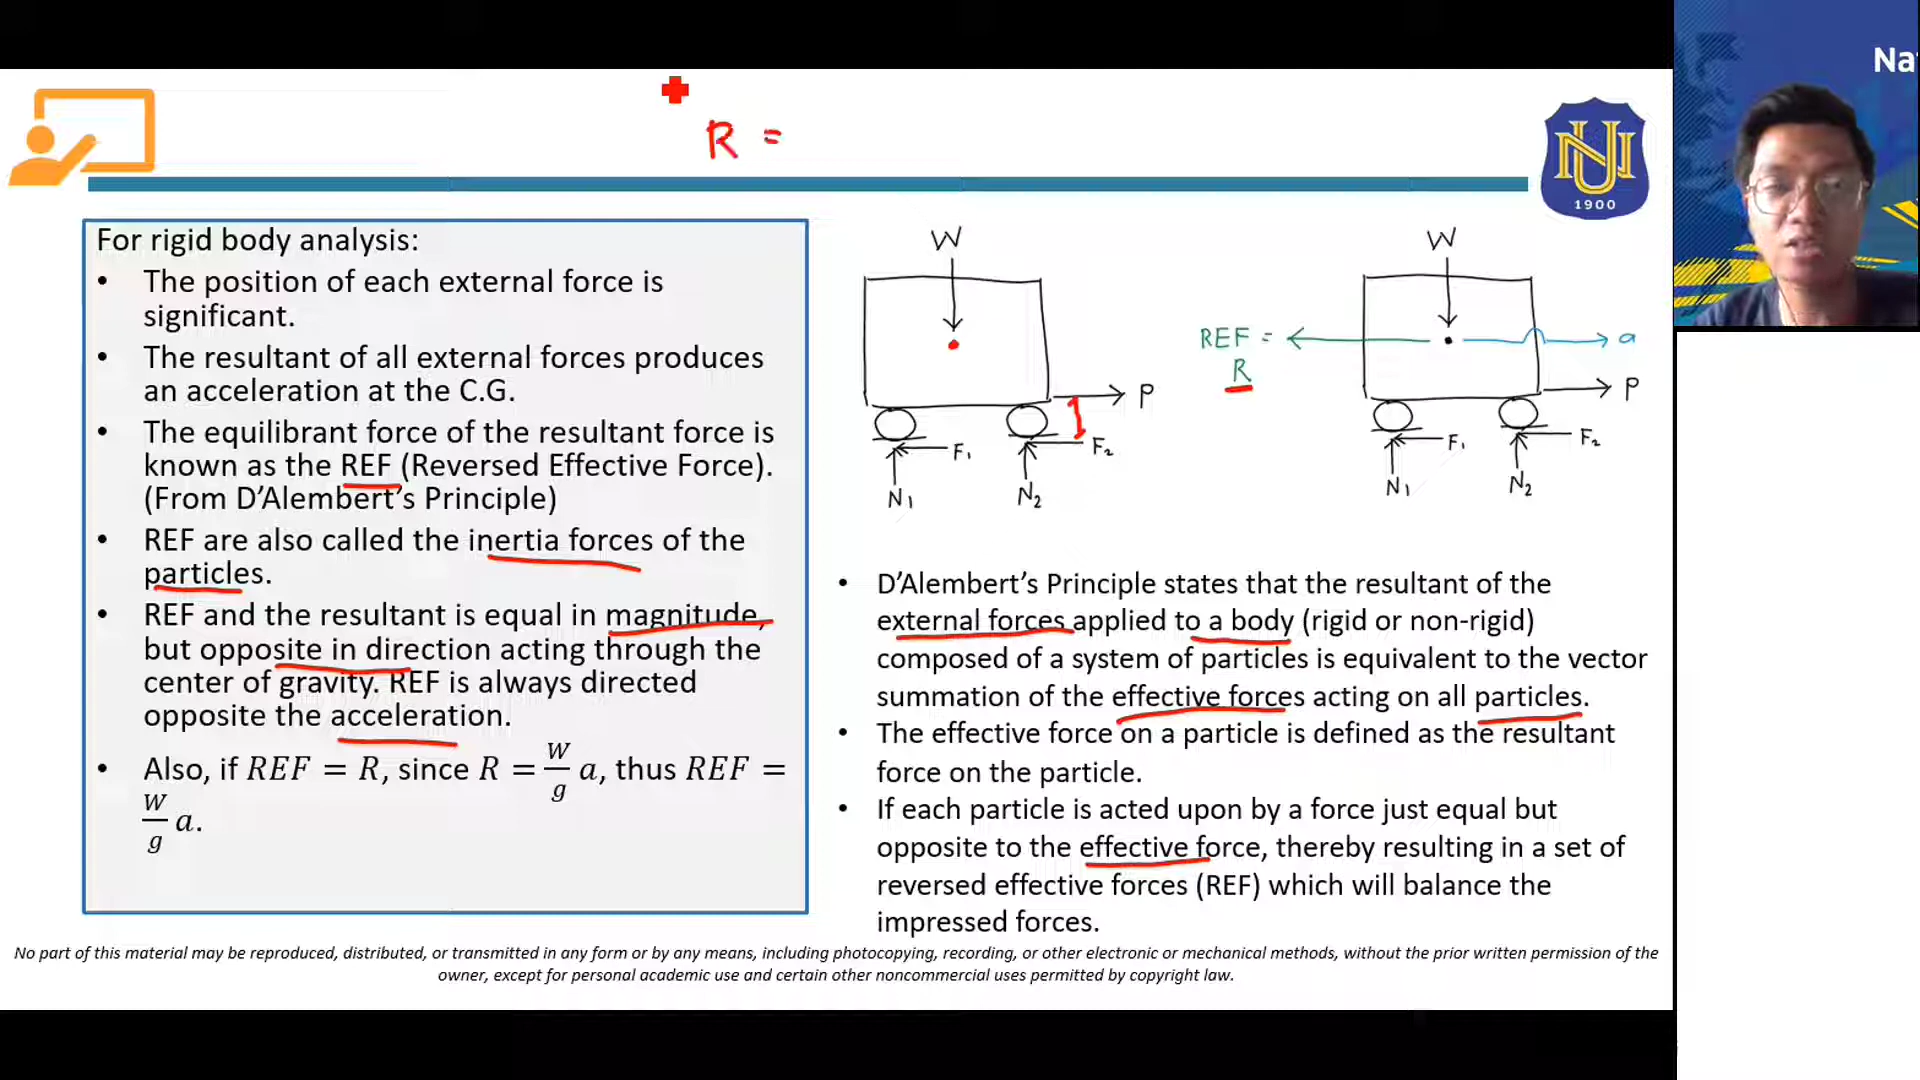 Na
R =
NU
1900
For rigid body analysis:
• The position of each external force is
significant.
• The resultant of all external forces produces
an acceleration at the C.G.
• The equilibrant force of the resultant force is
known as the REF (Reversed Effective Force).
(From D'Alembert's Principle)
• REF are also called the inertia forces of the
particles.
• REF and the resultant is equal in magnitude,
but opposite in direction acting through the
center of gravity. REF is always directed
opposite the acceleration.
• Also, if REF = R, since R = W/g a, thus REF =
W/g a.
W
P
F₁
F₂
N₁
N₂
W
REF =
R
a
P
F₁
F₂
N₁
N₂
• D'Alembert's Principle states that the resultant of the
external forces applied to a body (rigid or non-rigid)
composed of a system of particles is equivalent to the vector
summation of the effective forces acting on all particles.
• The effective force on a particle is defined as the resultant
force on the particle.
• If each particle is acted upon by a force just equal but
opposite to the effective force, thereby resulting in a set of
reversed effective forces (REF) which will balance the
impressed forces.
No part of this material may be reproduced, distributed, or transmitted in any form or by any means, including photocopying, recording, or other electronic or mechanical methods, without the prior written permission of the
owner, except for personal academic use and certain other noncommercial uses permitted by copyright law.